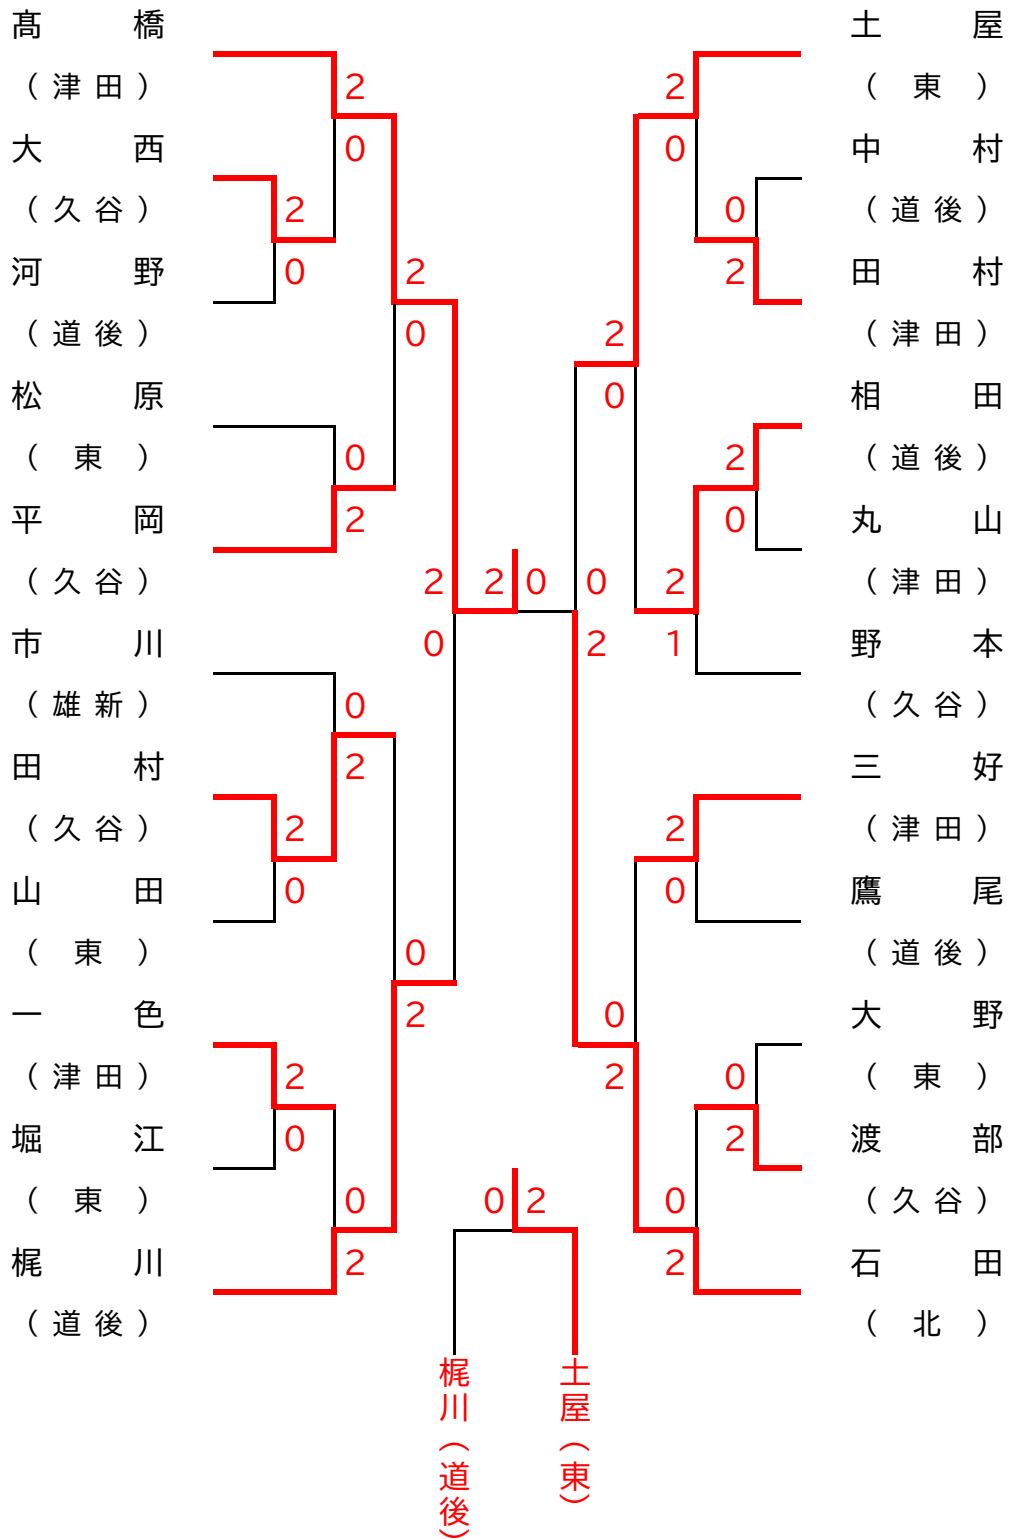 髙橋
（津田）
2
0
大西
（久谷）
2
0
河野
（道後）
2
0
松原
（東）
0
2
平岡
（久谷）
2
0
市川
（雄新）
0
2
田村
（久谷）
2
0
山田
（東）
0
2
一色
（津田）
2
0
堀江
（東）
0
2
梶川
（道後）
2 0
0 2
梶川（道後）
土屋（東）
土屋
（東）
2
0
中村
（道後）
0
2
田村
（津田）
2
0
相田
（道後）
2
0
丸山
（津田）
0
2
2
1
野本
（久谷）
三好
（津田）
2
0
鷹尾
（道後）
0
2
大野
（東）
0
2
渡部
（久谷）
0
2
石田
（北）